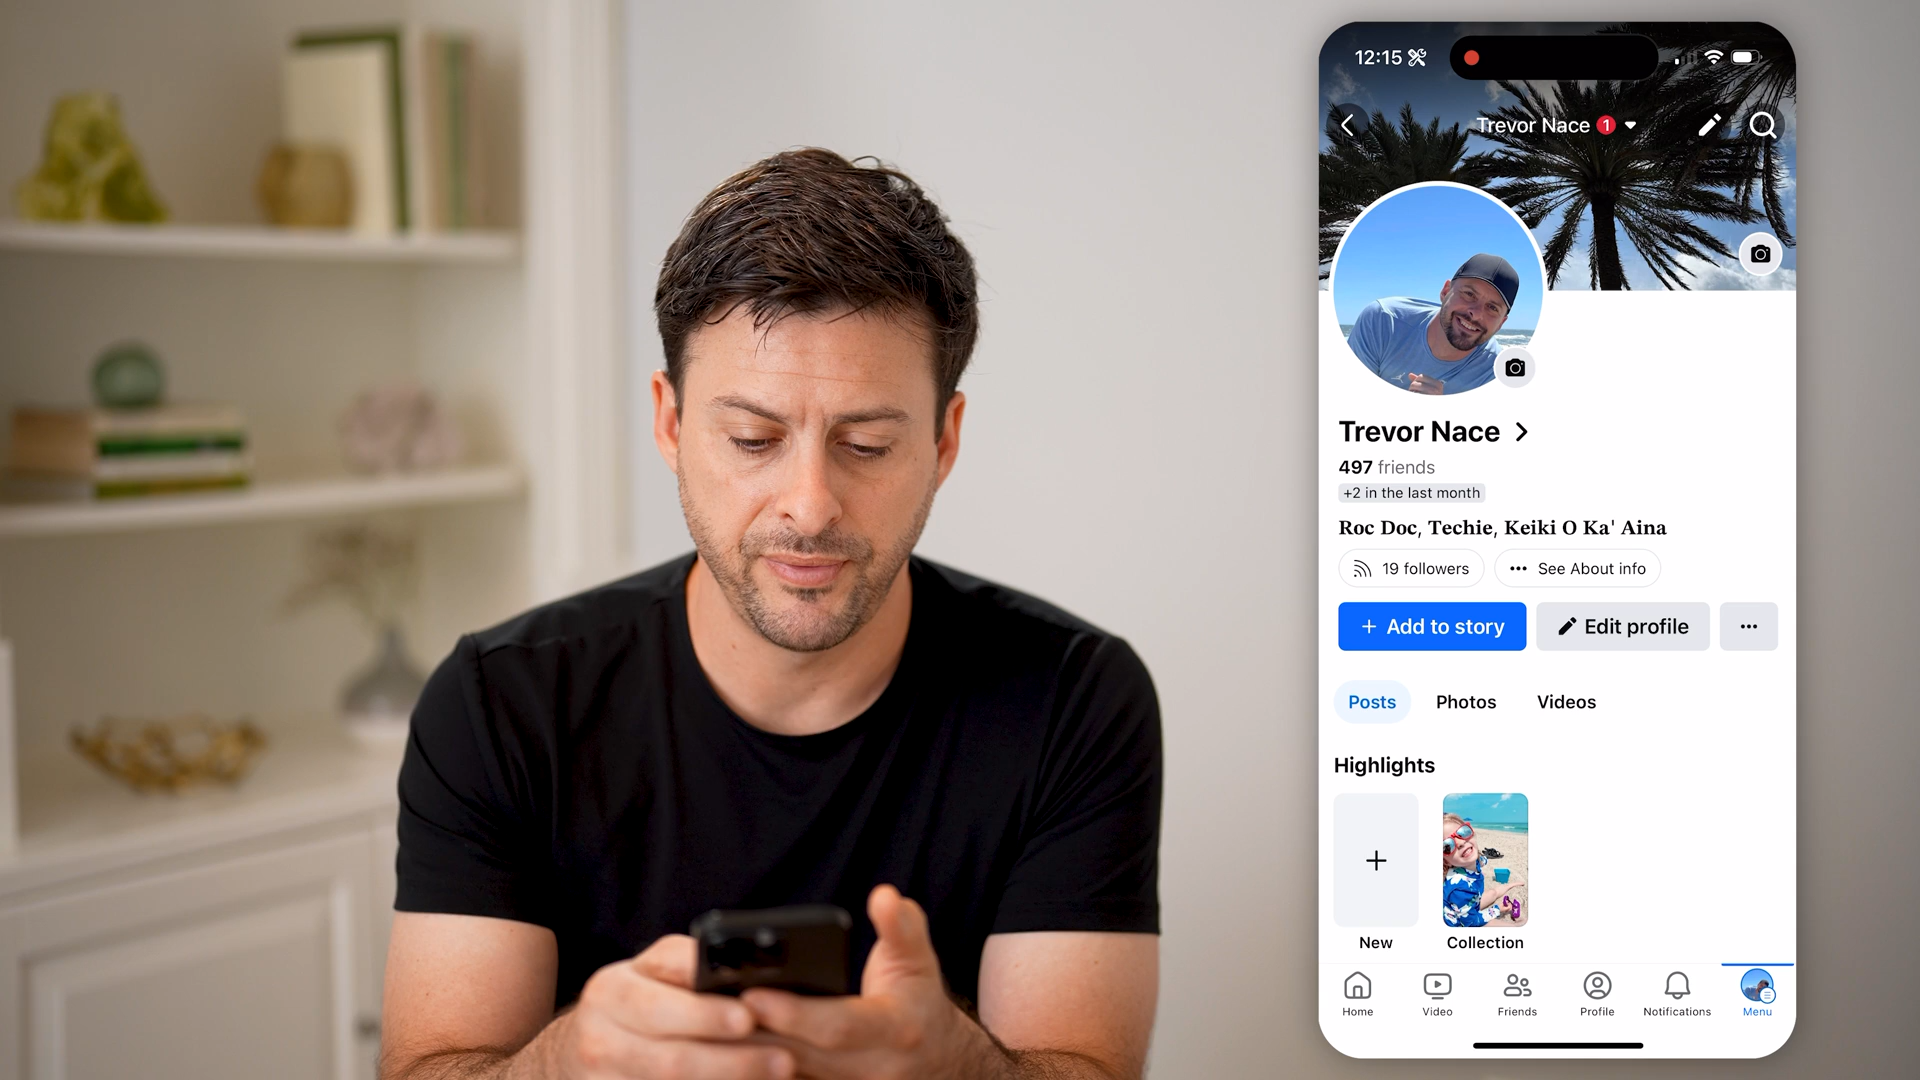 12:15
Trevor Nace 1
Trevor Nace
497 friends
+2 in the last month
Roc Doc, Techie, Keiki O Ka' Aina
19 followers
See About info
+ Add to story
Edit profile
Posts Photos Videos
Highlights
+
New Collection
Home Video Friends Profile Notifications Menu